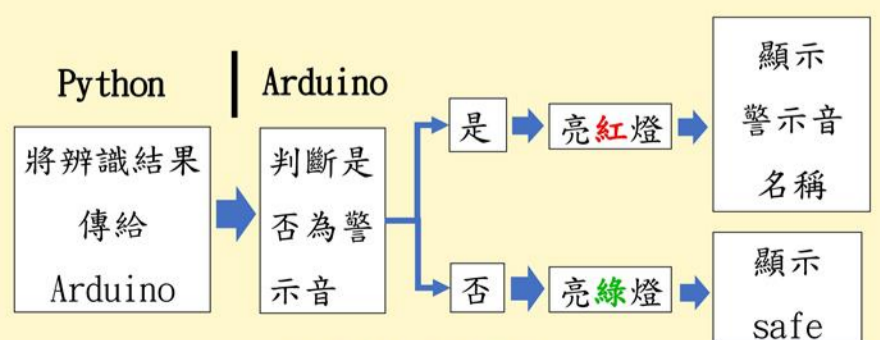 Python
Arduino
將辨識結果
傳給
Arduino
判斷是
否為警
示音
是
亮紅燈
顯示
警示音
名稱
否
亮綠燈
顯示
safe